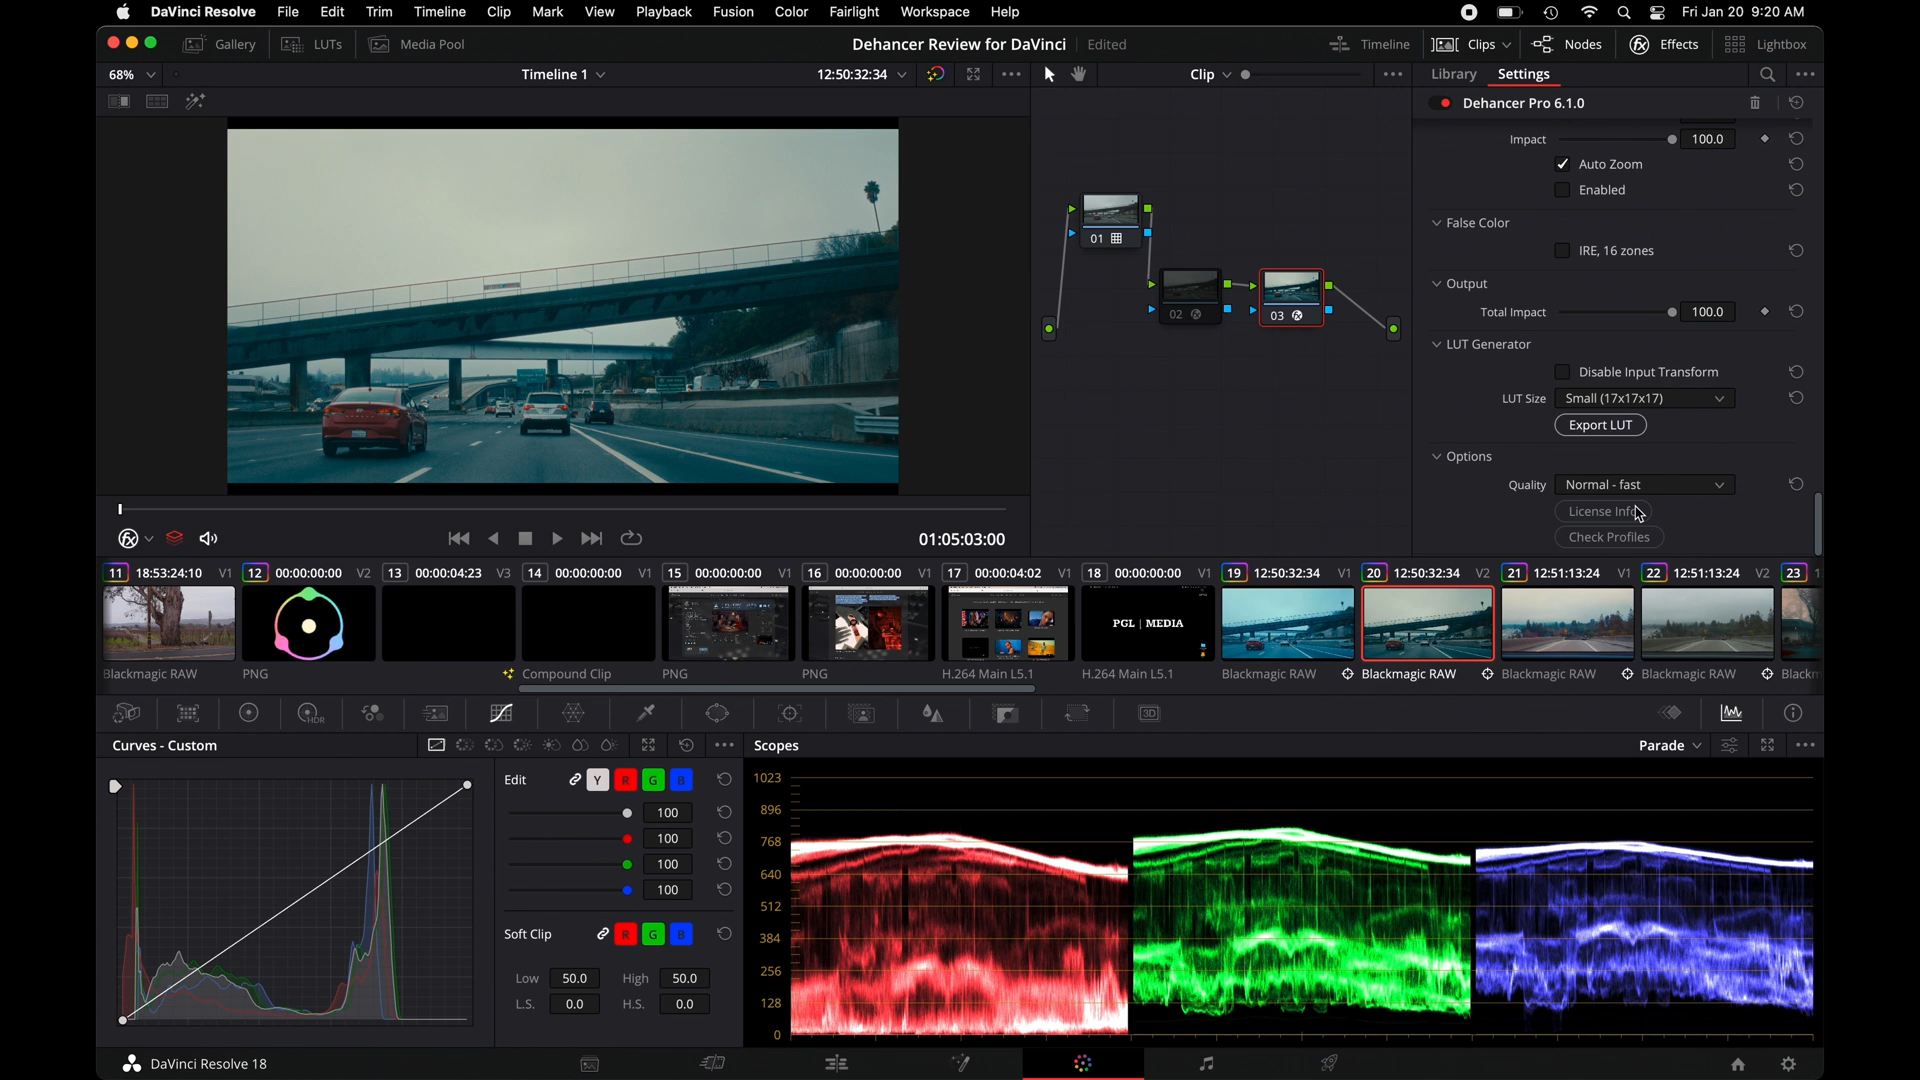 DaVinci Resolve File Edit Trim Timeline Clip Mark View Playback Fusion Color Fairlight Workspace Help Fri Jan 20 9:20 AM
Gallery LUTs Media Pool Dehancer Review for DaVinci Edited Timeline Clips Nodes Effects Lightbox
68% Timeline 1 12:50:32:34 Clip Library Settings
Dehancer Pro 6.1.0
Impact 100.0
Auto Zoom
Enabled
False Color
IRE, 16 zones
Output
Total Impact 100.0
LUT Generator
Disable Input Transform
LUT Size Small (17x17x17)
Export LUT
Options
Quality Normal - fast
License Info
Check Profiles
01
02
03
01:05:03:00
11 18:53:24:10 V1 12 00:00:00:00 V2 13 00:00:04:23 V3 14 00:00:00:00 V1 15 00:00:00:00 V1 16 00:00:00:00 V1 17 00:00:04:02 V1 18 00:00:00:00 V1 19 12:50:32:34 V1 20 12:50:32:34 V2 21 12:51:13:24 V1 22 12:51:13:24 V2 23 1
PGL | MEDIA
Blackmagic RAW PNG Compound Clip PNG PNG H.264 Main L5.1 H.264 Main L5.1 Blackmagic RAW Blackmagic RAW Blackmagic RAW Blackmagic RAW Blackm
HDR 3D
Curves - Custom Scopes Parade
Edit Y R G B
100
100
100
100
Soft Clip R G B
Low 50.0 High 50.0
L.S. 0.0 H.S. 0.0
1023
896
768
640
512
384
256
128
0
DaVinci Resolve 18